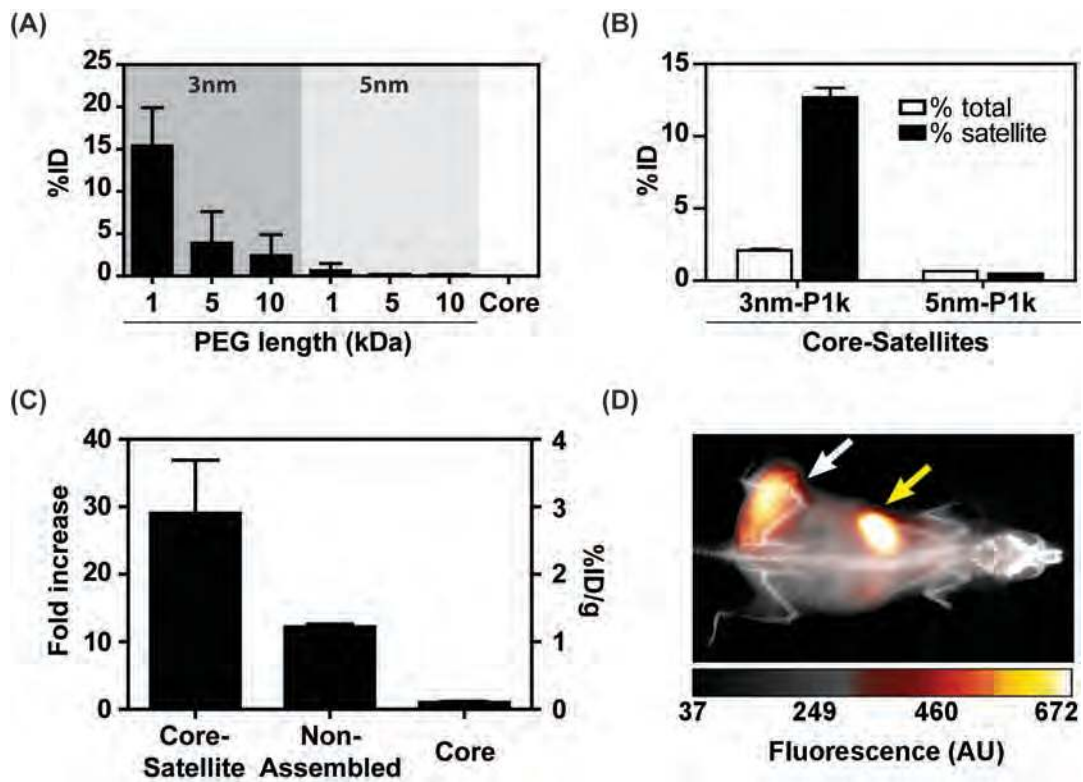 (A)
25
20
15
10
5
0
%ID
3nm
5nm
1 5 10 1 5 10 Core
PEG length (kDa)
(B)
15
10
5
0
%ID
% total
% satellite
3nm-P1k 5nm-P1k
Core-Satellites
(C)
40
30
20
10
0
Fold increase
4
3
2
1
0
%ID/g
Core-
Satellite
Non-
Assembled
Core
(D)
37 249 460 672
Fluorescence (AU)